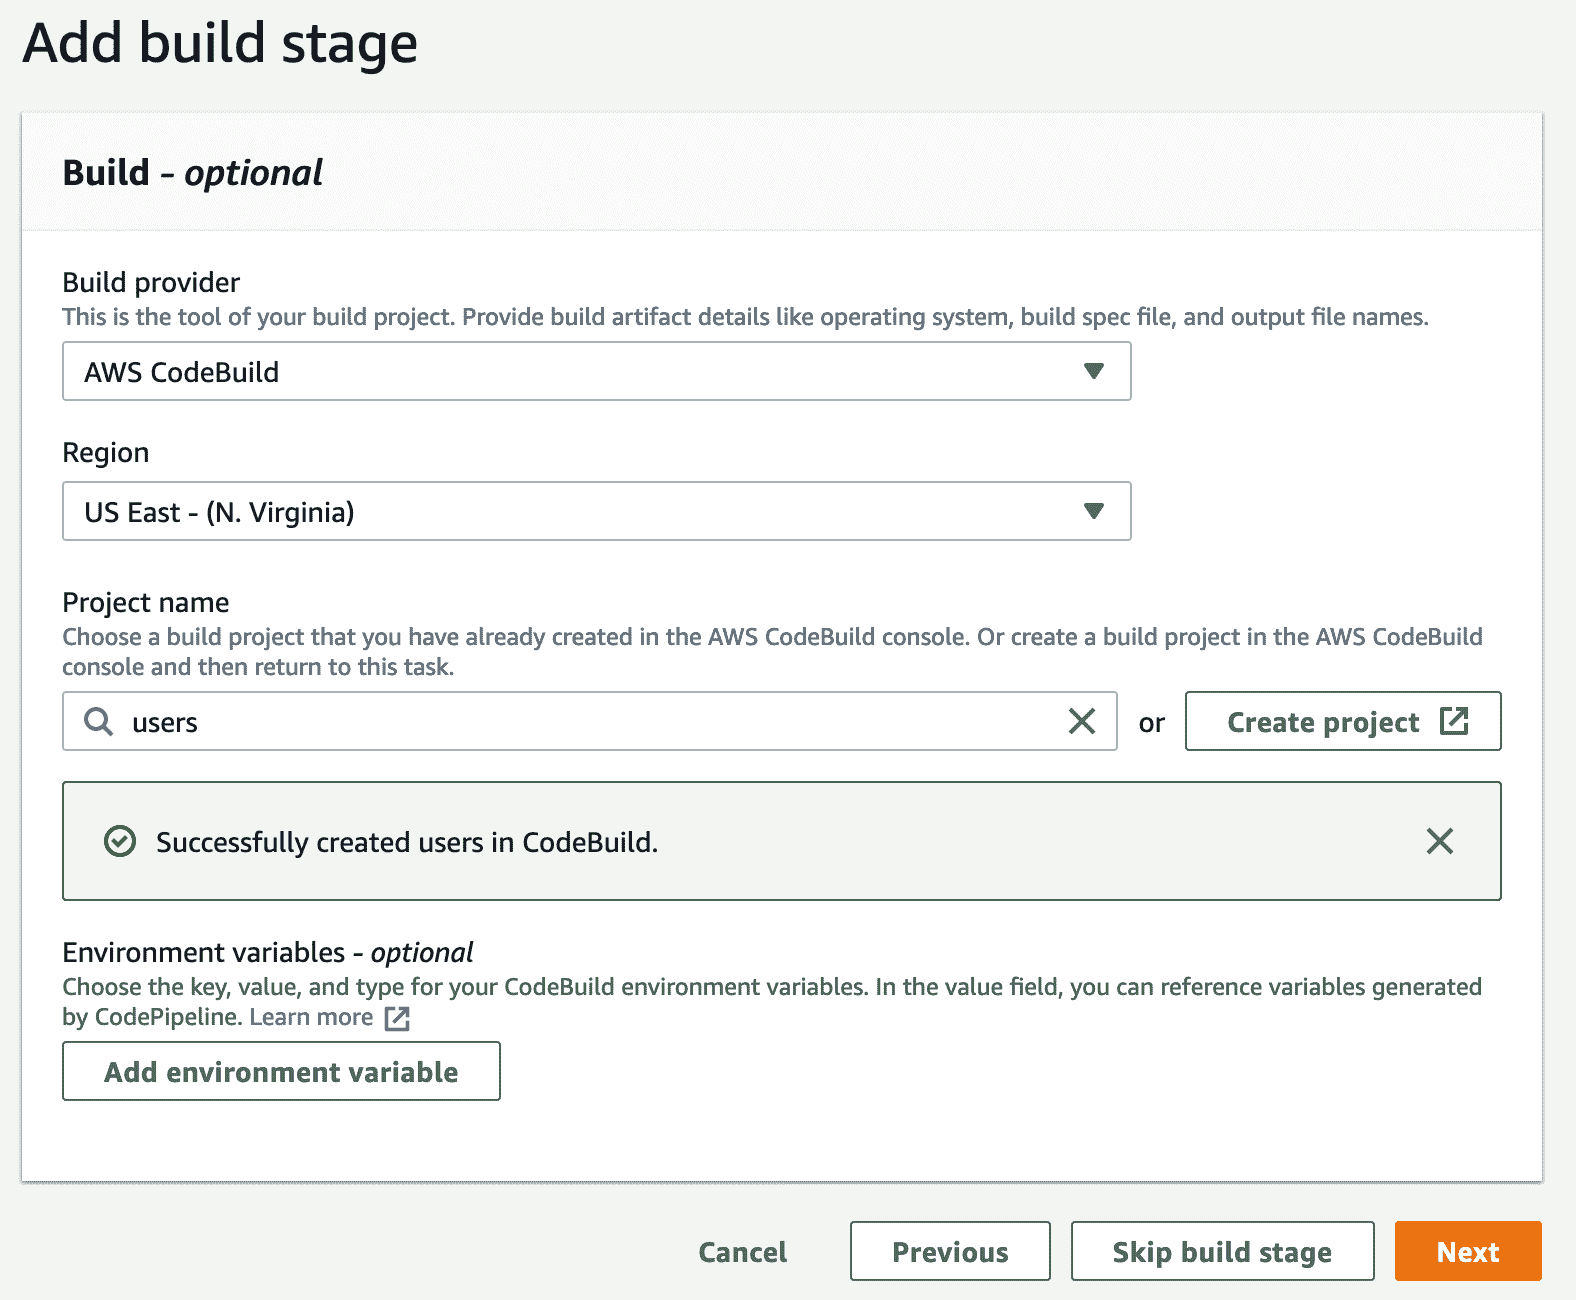 Add build stage
Build - optional
Build provider
This is the tool of your build project. Provide build artifact details like operating system, build spec file, and output file names.
AWS CodeBuild
Region
US East - (N. Virginia)
Project name
Choose a build project that you have already created in the AWS CodeBuild console. Or create a build project in the AWS CodeBuild
console and then return to this task.
users or Create project
Successfully created users in CodeBuild.
Environment variables - optional
Choose the key, value, and type for your CodeBuild environment variables. In the value field, you can reference variables generated
by CodePipeline. Learn more
Add environment variable
Cancel Previous Skip build stage Next